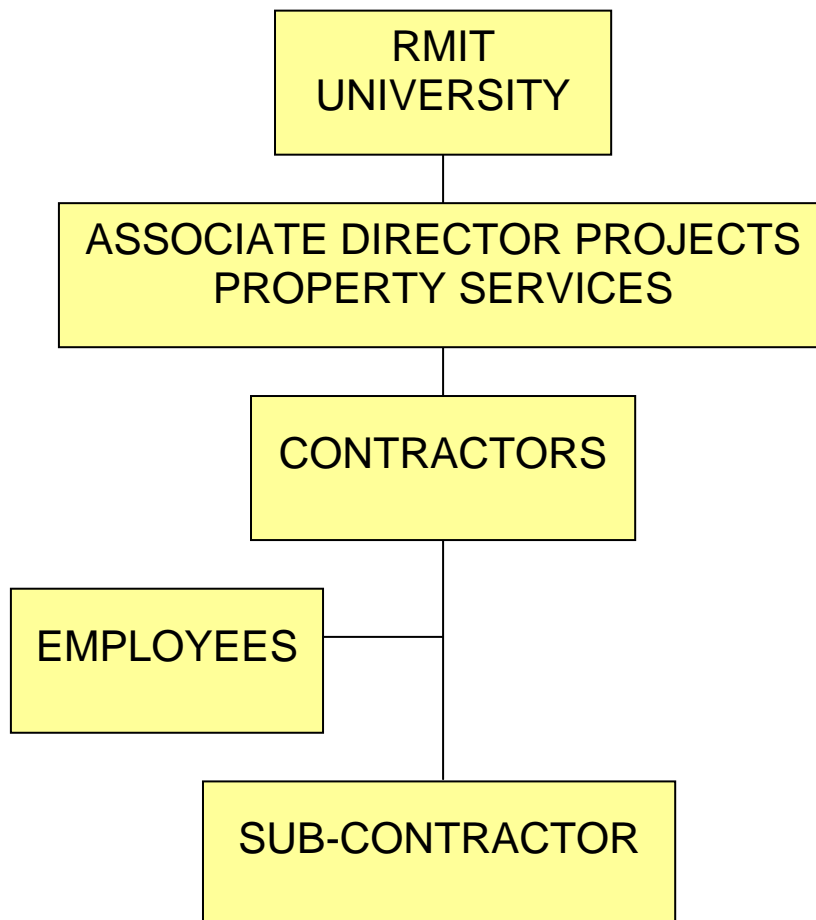 RMIT
UNIVERSITY
ASSOCIATE DIRECTOR PROJECTS
PROPERTY SERVICES
CONTRACTORS
EMPLOYEES
SUB-CONTRACTOR